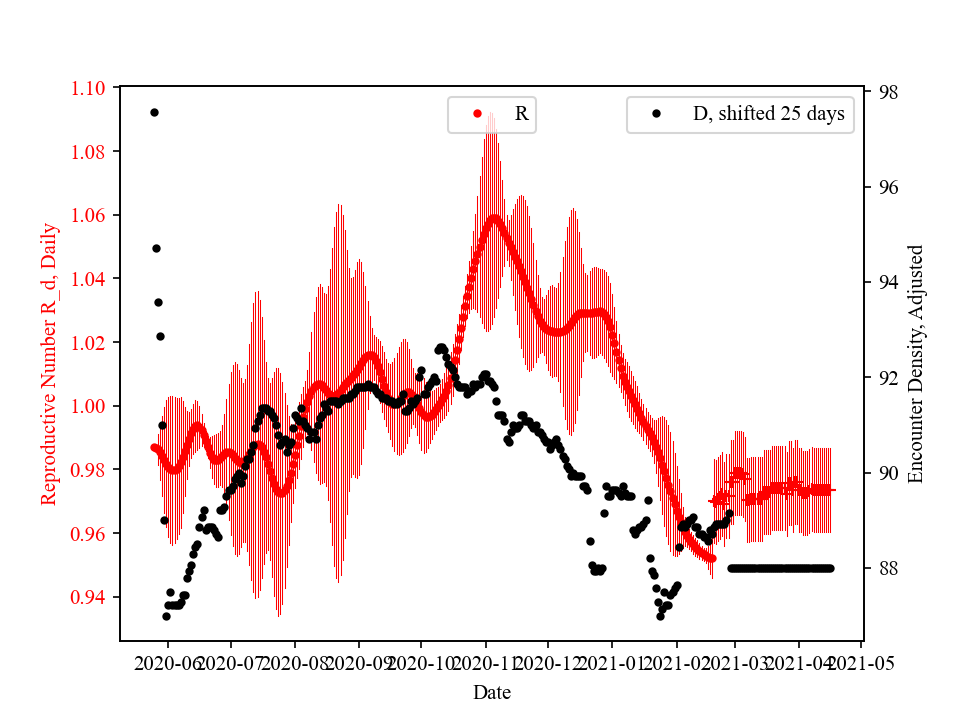 R
D, shifted 25 days
1.10
1.08
1.06
1.04
1.02
1.00
0.98
0.96
0.94
Reproductive Number R_d, Daily
98
96
94
92
90
88
Encounter Density, Adjusted
2020-06 2020-07 2020-08 2020-09 2020-10 2020-11 2020-12 2021-01 2021-02 2021-03 2021-04 2021-05
Date